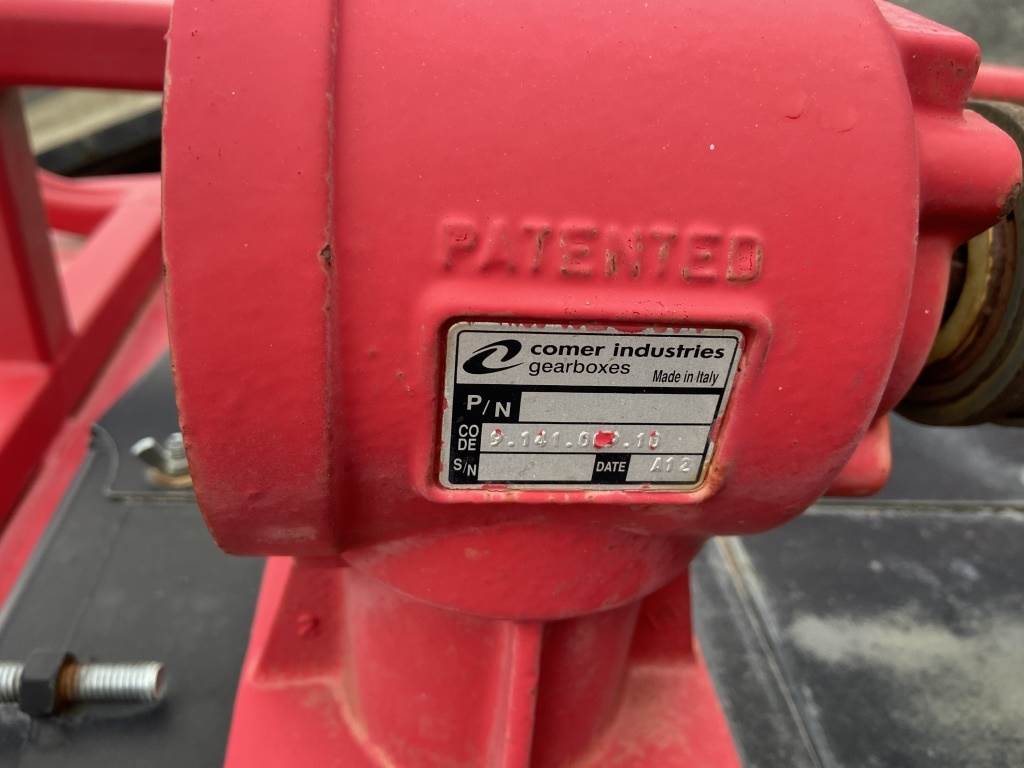 PATENTED
comer industries
gearboxes Made in Italy
P/N
CODE
S/N DATE A12